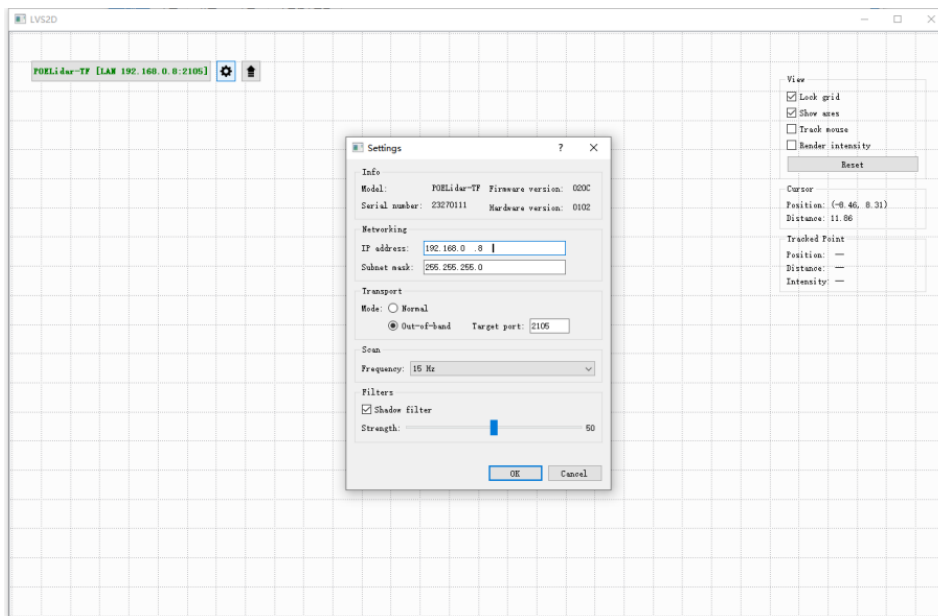 LVS2D
POELidar-TF [LAN 192.168.0.8:2105]
View
Lock grid
Show axes
Track mouse
Render intensity
Reset
Cursor
Position: (-8.46, 8.31)
Distance: 11.86
Tracked Point
Position: —
Distance: —
Intensity: —
Settings
?
Info
Model: POELidar-TF Firmware version: 020C
Serial number: 23270111 Hardware version: 0102
Networking
IP address: 192.168.0 .8
Subnet mask: 255.255.255.0
Transport
Mode: Normal
Out-of-band Target port: 2105
Scan
Frequency: 15 Hz
Filters
Shadow filter
Strength: 50
OK Cancel